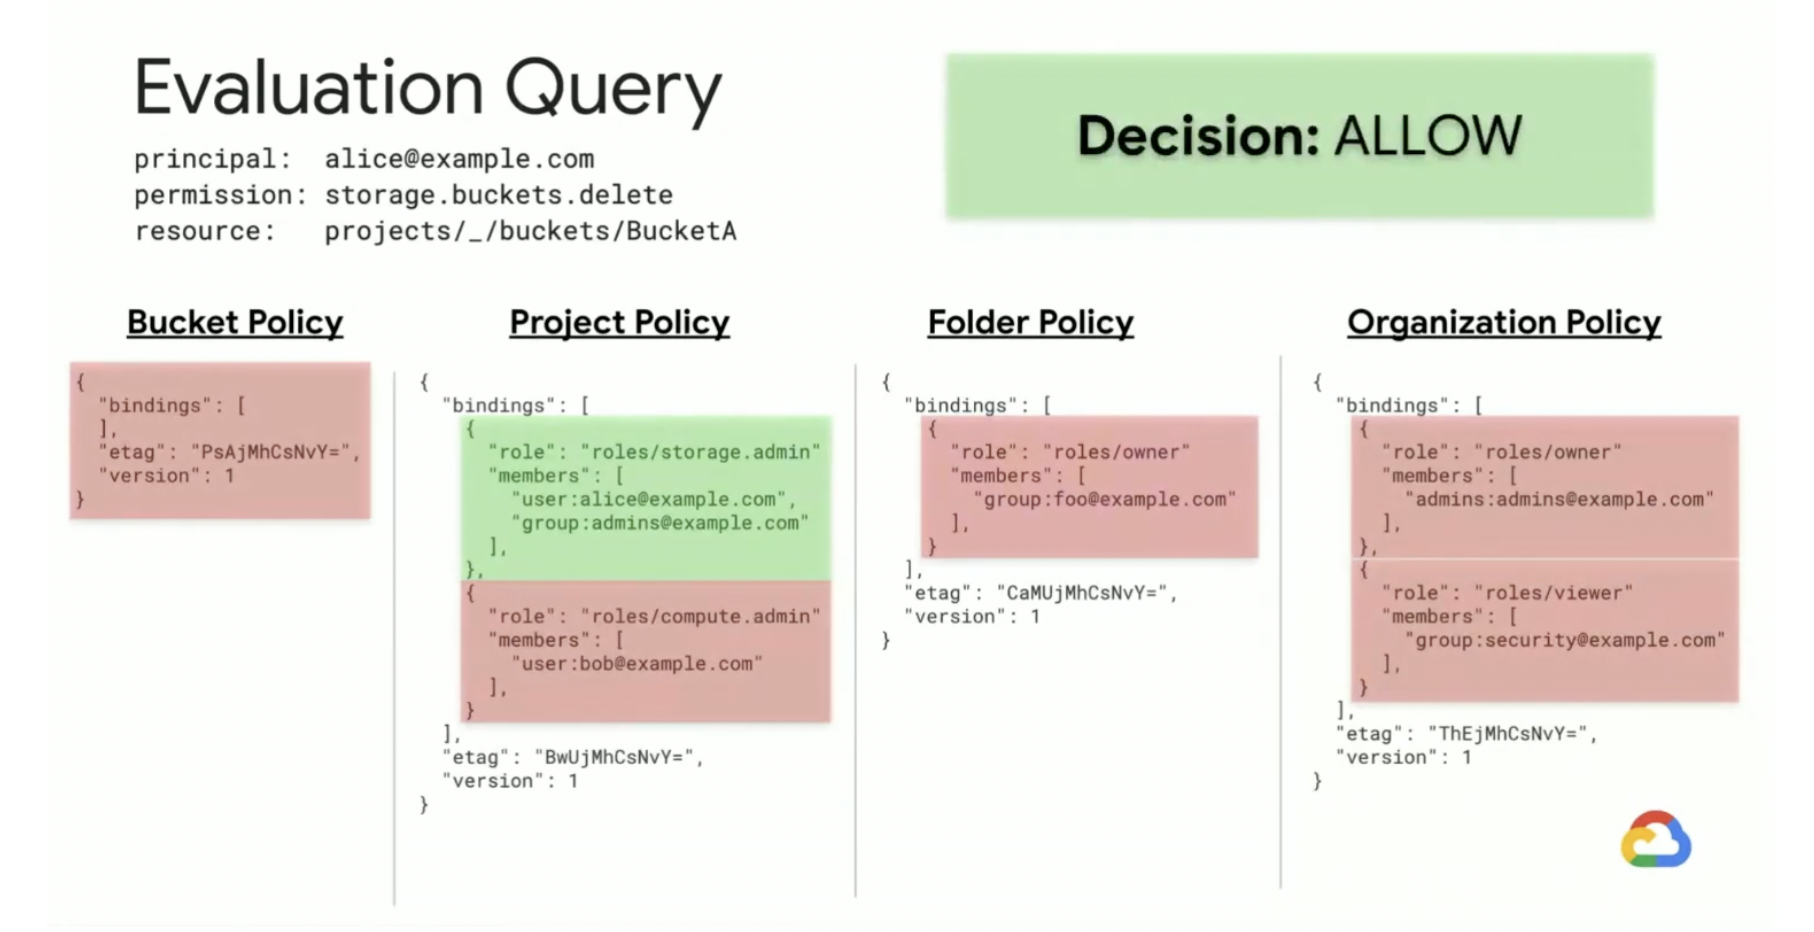 Evaluation Query
principal: alice@example.com
permission: storage.buckets.delete
resource: projects/_/buckets/BucketA
Decision: ALLOW
Bucket Policy
{
"bindings": [
],
"etag": "PsAjMhCsNvY=",
"version": 1
}
Project Policy
{
"bindings": [
{
"role": "roles/storage.admin"
"members": [
"user:alice@example.com",
"group:admins@example.com"
],
},
{
"role": "roles/compute.admin"
"members": [
"user:bob@example.com"
],
}
],
"etag": "BwUjMhCsNvY=",
"version": 1
}
Folder Policy
{
"bindings": [
{
"role": "roles/owner"
"members": [
"group:foo@example.com"
],
}
],
"etag": "CaMUjMhCsNvY=",
"version": 1
}
Organization Policy
{
"bindings": [
{
"role": "roles/owner"
"members": [
"admins:admins@example.com"
],
},
{
"role": "roles/viewer"
"members": [
"group:security@example.com"
],
}
],
"etag": "ThEjMhCsNvY=",
"version": 1
}